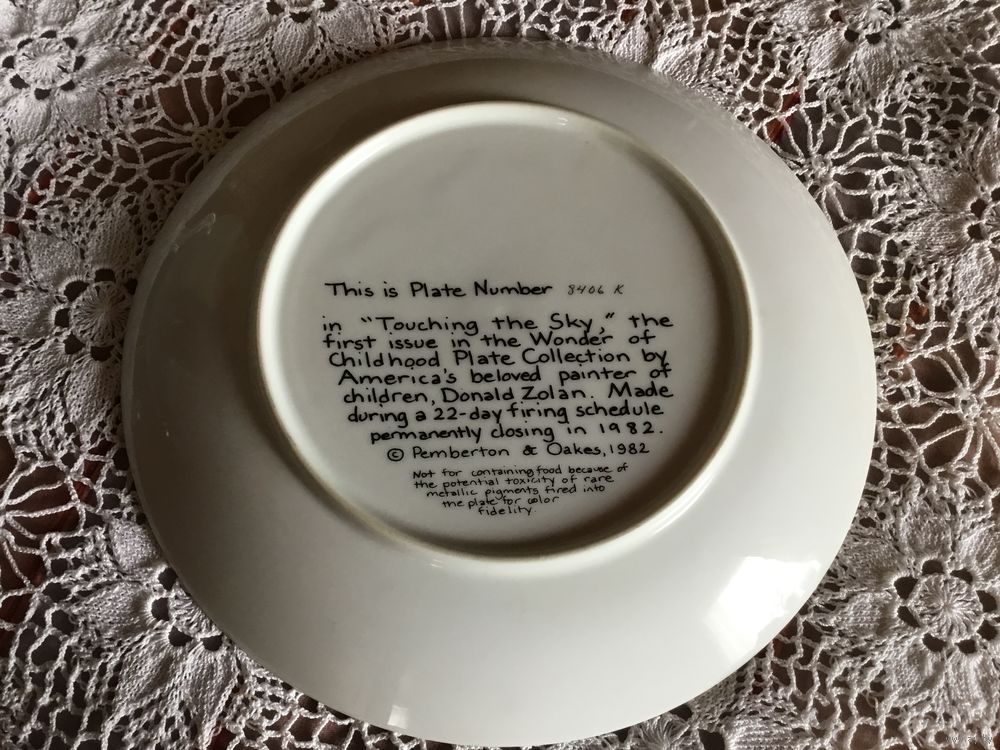 This is Plate Number 8406 K
in "Touching the Sky," the
first issue in the Wonder of
Childhood Plate Collection by
America's beloved painter of
children, Donald Zolan. Made
during a 22-day firing schedule
permanently closing in 1982.
© Pemberton & Oakes, 1982
Not for containing food because of
the potential toxicity of rare
metallic pigments fired into
the plate for color
fidelity.